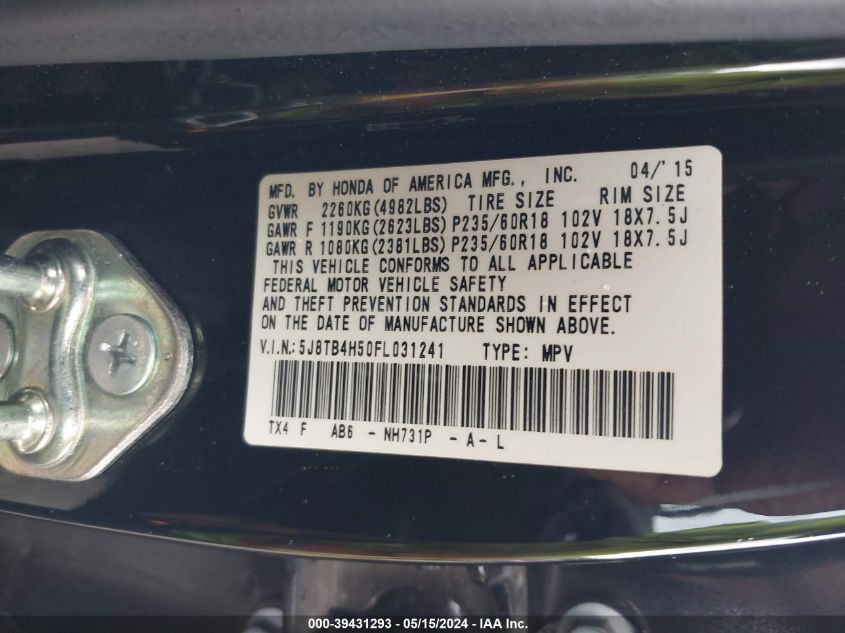 MFD. BY HONDA OF AMERICA MFG., INC. 04/'15
GVWR 2260KG(4982LBS) TIRE SIZE RIM SIZE
GAWR F 1190KG(2623LBS) P235/60R18 102V 18X7.5J
GAWR R 1080KG(2381LBS) P235/60R18 102V 18X7.5J
THIS VEHICLE CONFORMS TO ALL APPLICABLE
FEDERAL MOTOR VEHICLE SAFETY
AND THEFT PREVENTION STANDARDS IN EFFECT
ON THE DATE OF MANUFACTURE SHOWN ABOVE.
V.I.N.: 5J8TB4H50FL031241 TYPE: MPV
TX4 F AB6 - NH731P - A - L
000-39431293 - 05/15/2024 - IAA Inc.